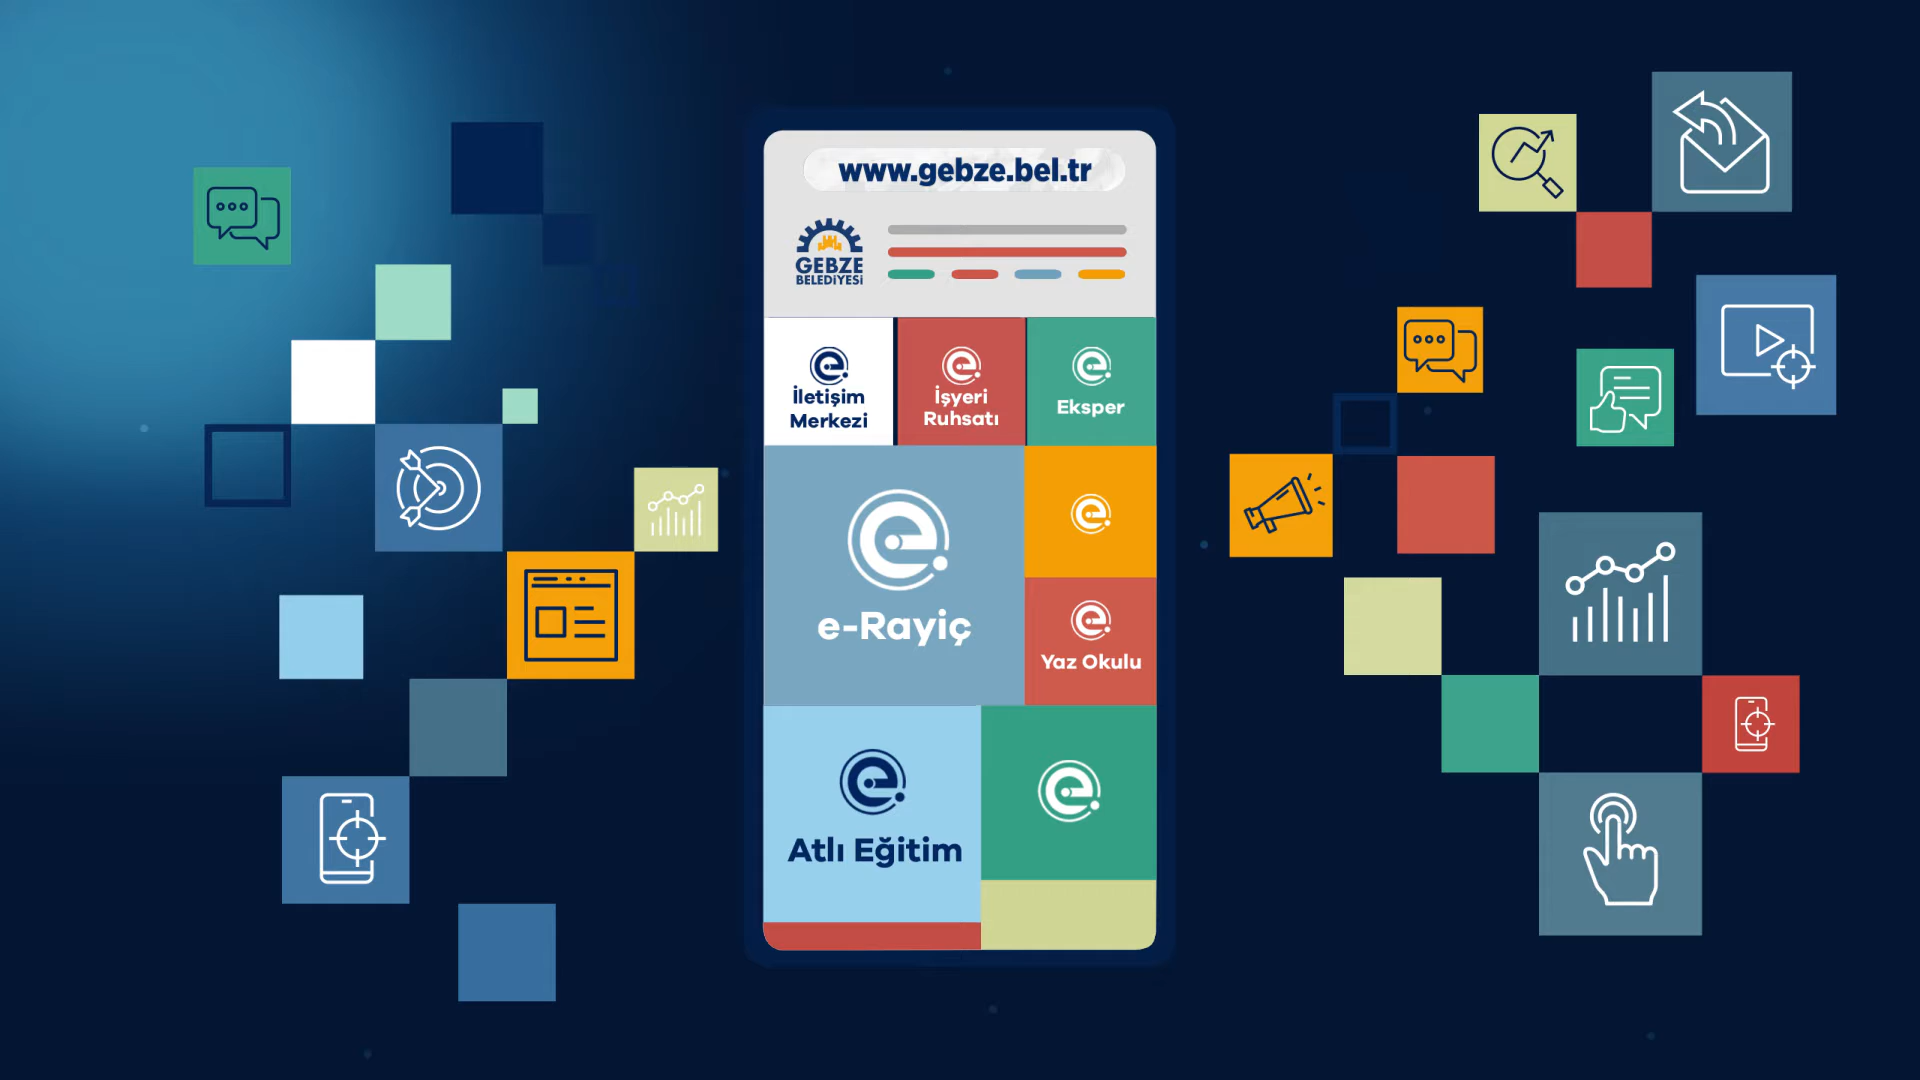 www.gebze.bel.tr
GEBZE
BELEDİYESİ
e.
İletişim
Merkezi
e.
İşyeri
Ruhsatı
e.
Eksper
e.
e-Rayiç
e.
e.
Yaz Okulu
e.
Atlı Eğitim
e.